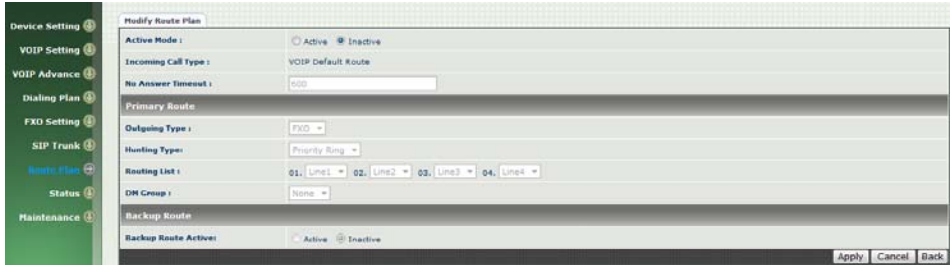 Device Setting
VOIP Setting
VOIP Advance
Dialing Plan
FXO Setting
SIP Trunk
Route Plan
Status
Maintenance
Modify Route Plan
Active Mode : Active Inactive
Incoming Call Type : VOIP Default Route
No Answer Timeout : 600
Primary Route
Outgoing Type : FXO
Hunting Type: Priority Ring
Routing List : 01. Line1 02. Line2 03. Line3 04. Line4
DM Group : None
Backup Route
Backup Route Active: Active Inactive
Apply Cancel Back